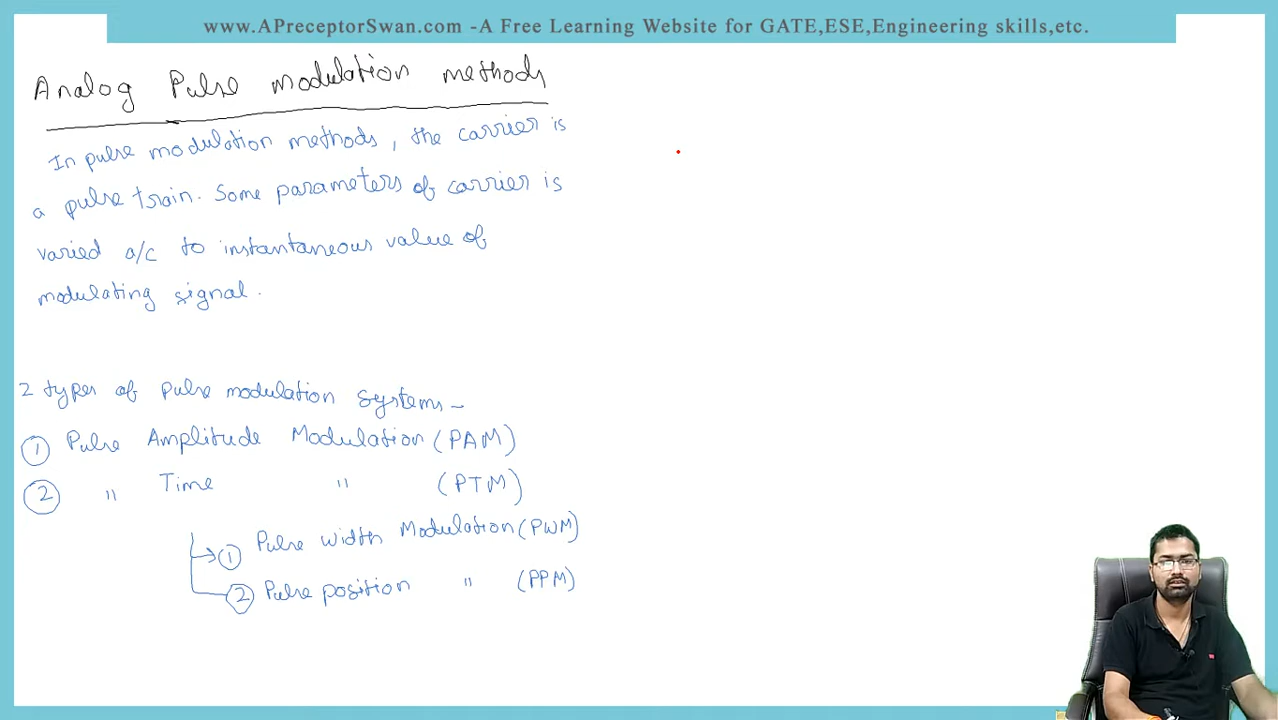 www.APreceptorSwan.com -A Free Learning Website for GATE,ESE,Engineering skills,etc.
Analog Pulse modulation methods
In pulse modulation methods, the carrier is
a pulse train. Some parameters of carrier is
varied a/c to instantaneous value of
modulating signal.
2 types of pulse modulation systems -
① Pulse Amplitude Modulation (PAM)
② " Time " (PTM)
① Pulse width Modulation (PWM)
② Pulse position " (PPM)